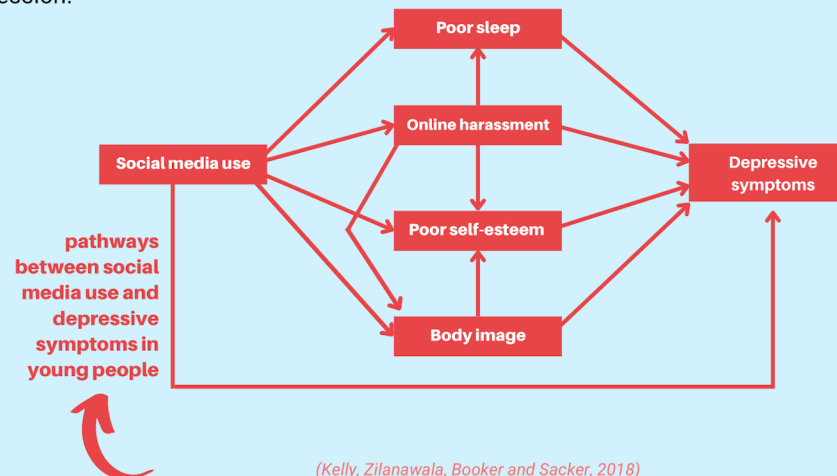 Poor sleep
Online harassment
Social media use
Depressive
symptoms
Poor self-esteem
pathways
between social
media use and
depressive
symptoms in
young people
Body image
(Kelly, Zilanawala, Booker and Sacker, 2018)